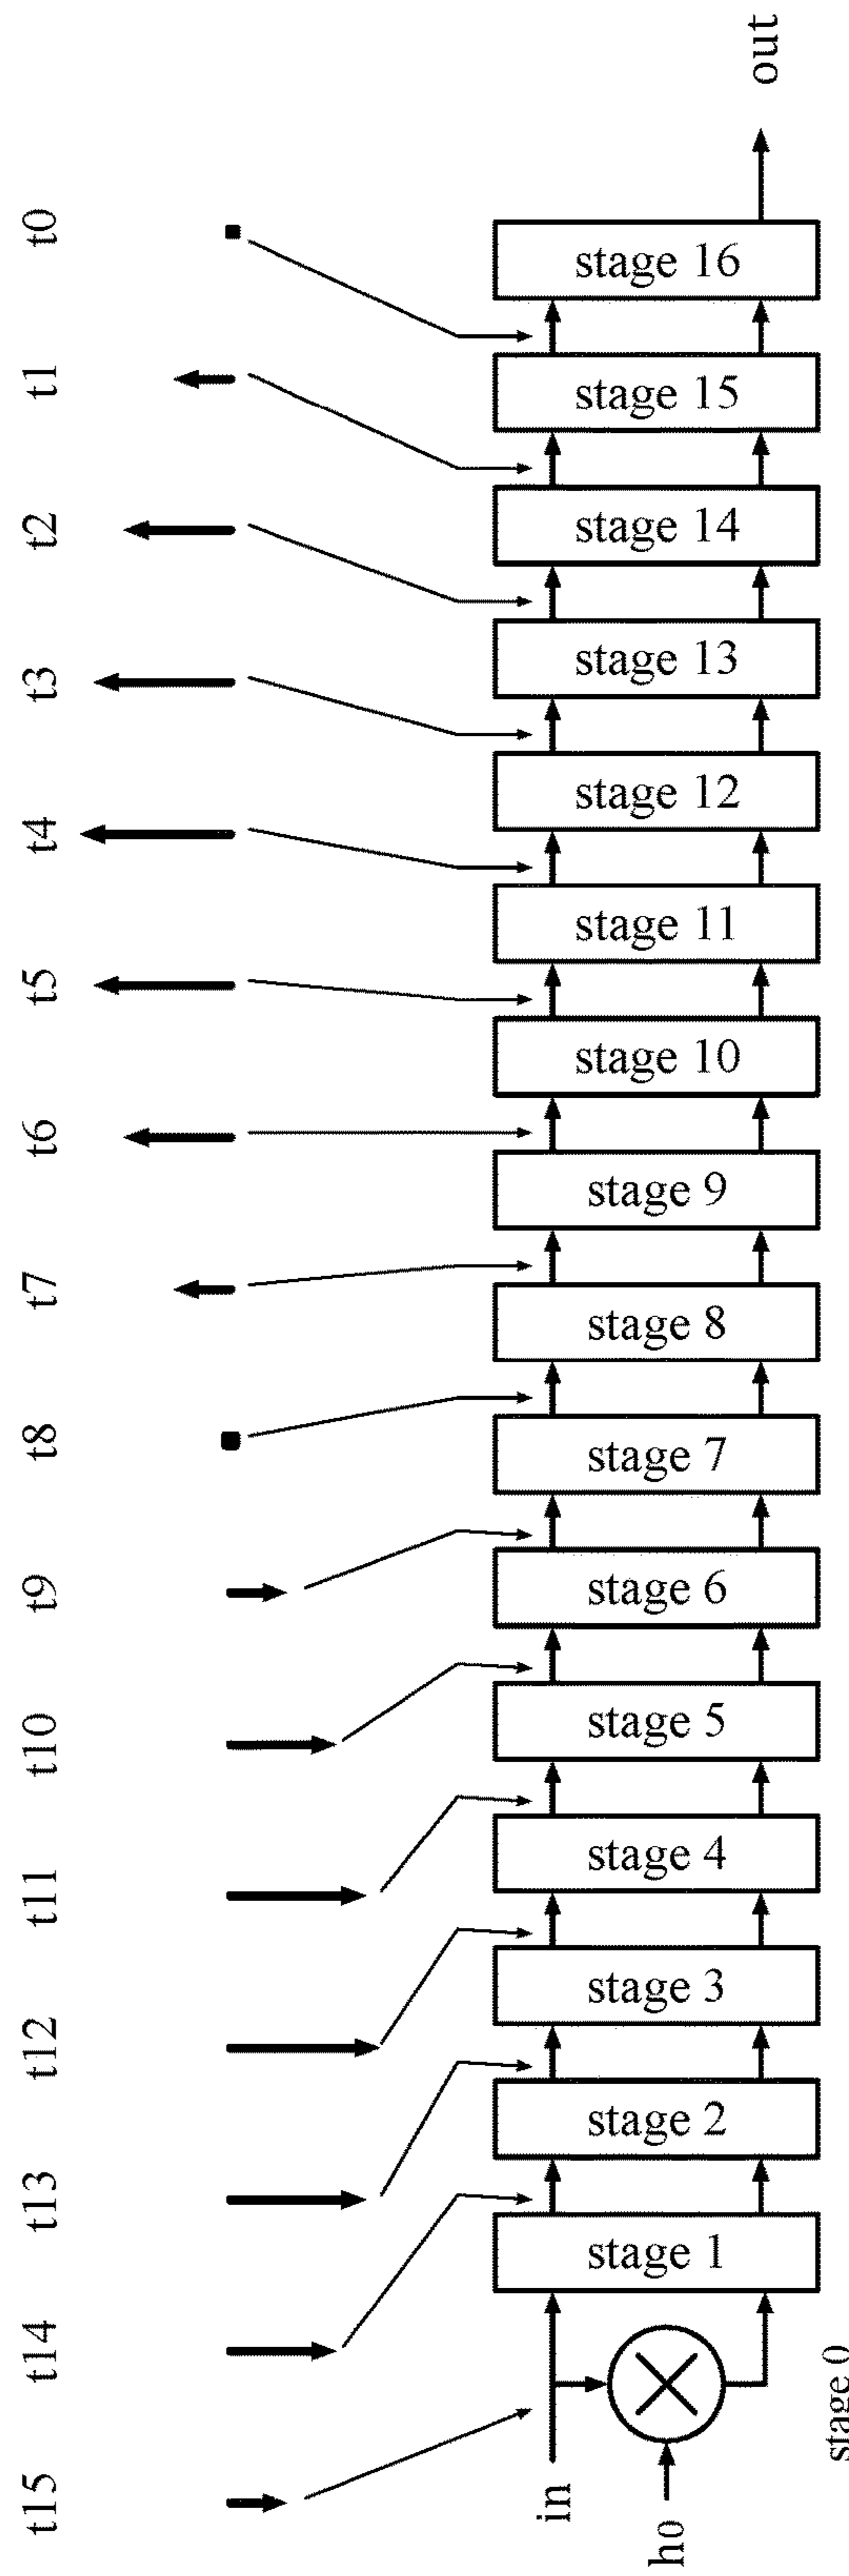 out
t0
stage 16
t1
stage 15
t2
stage 14
t3
stage 13
t4
stage 12
t5
stage 11
t6
stage 10
t7
stage 9
t8
stage 8
t9
stage 7
t10
stage 6
t11
stage 5
t12
stage 4
t13
stage 3
t14
stage 2
t15
stage 1
in
h0
stage 0